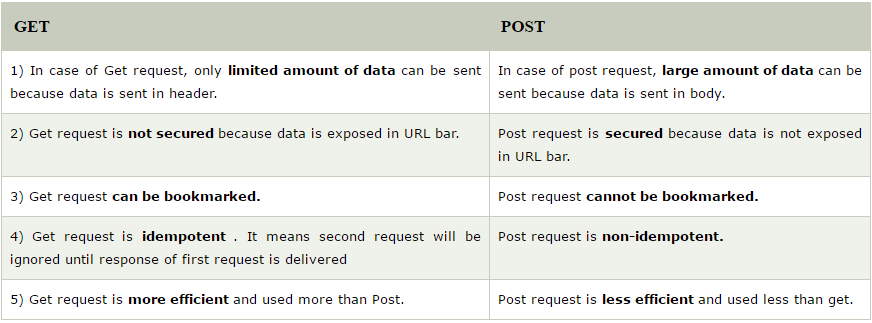 GET
POST
1) In case of Get request, only limited amount of data can be sent
because data is sent in header.
In case of post request, large amount of data can be
sent because data is sent in body.
2) Get request is not secured because data is exposed in URL bar.
Post request is secured because data is not exposed
in URL bar.
3) Get request can be bookmarked.
Post request cannot be bookmarked.
4) Get request is idempotent . It means second request will be
ignored until response of first request is delivered
Post request is non-idempotent.
5) Get request is more efficient and used more than Post.
Post request is less efficient and used less than get.